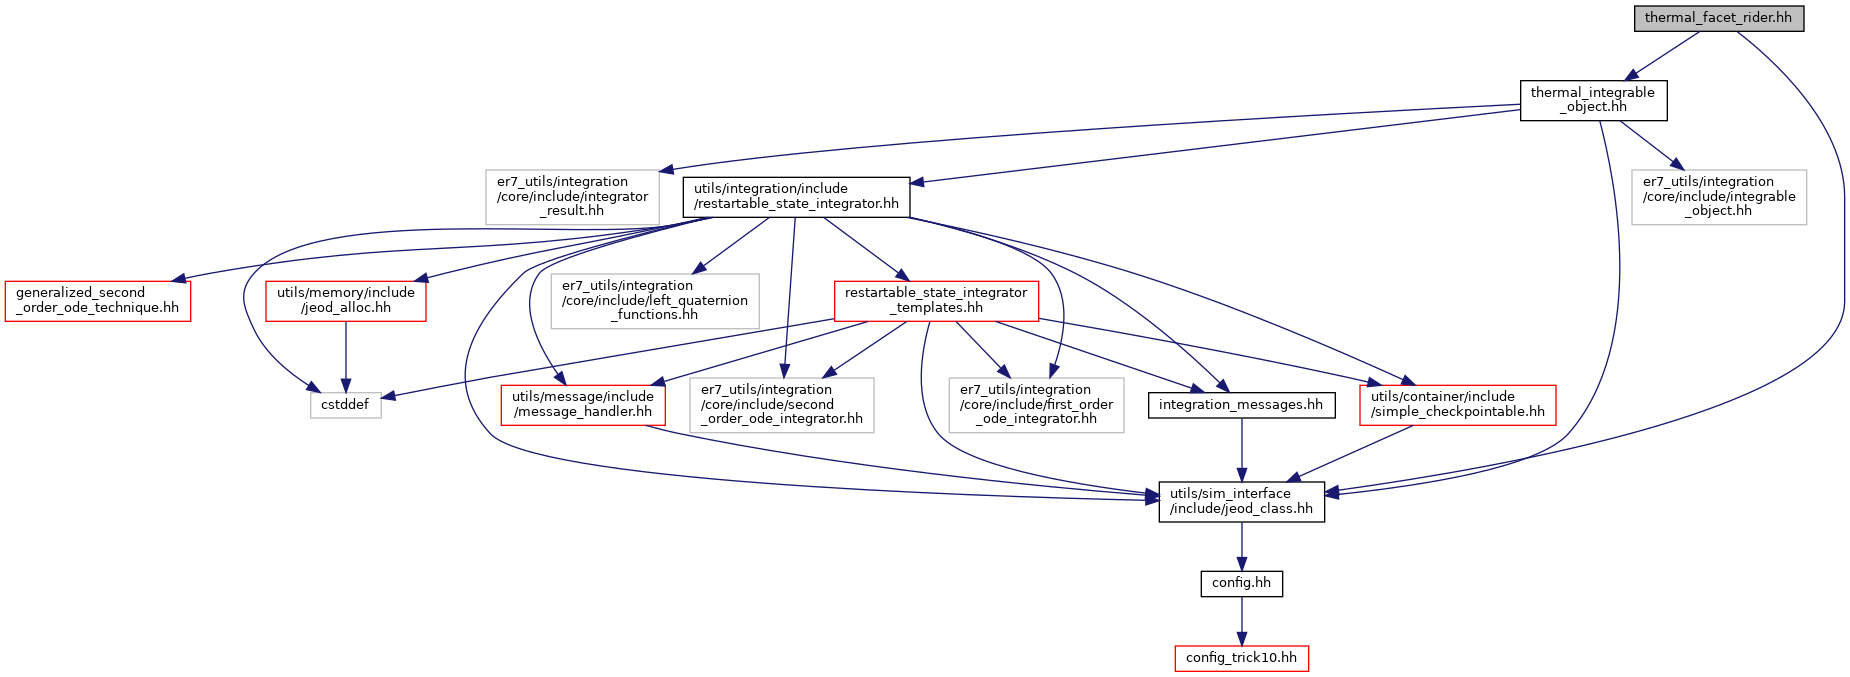 thermal_facet_rider.hh
thermal_integrable
_object.hh
er7_utils/integration
/core/include/integrator
_result.hh
utils/integration/include
/restartable_state_integrator.hh
er7_utils/integration
/core/include/integrable
_object.hh
generalized_second
_order_ode_technique.hh
utils/memory/include
/jeod_alloc.hh
er7_utils/integration
/core/include/left_quaternion
_functions.hh
restartable_state_integrator
_templates.hh
cstddef
utils/message/include
/message_handler.hh
er7_utils/integration
/core/include/second
_order_ode_integrator.hh
er7_utils/integration
/core/include/first_order
_ode_integrator.hh
integration_messages.hh
utils/container/include
/simple_checkpointable.hh
utils/sim_interface
/include/jeod_class.hh
config.hh
config_trick10.hh